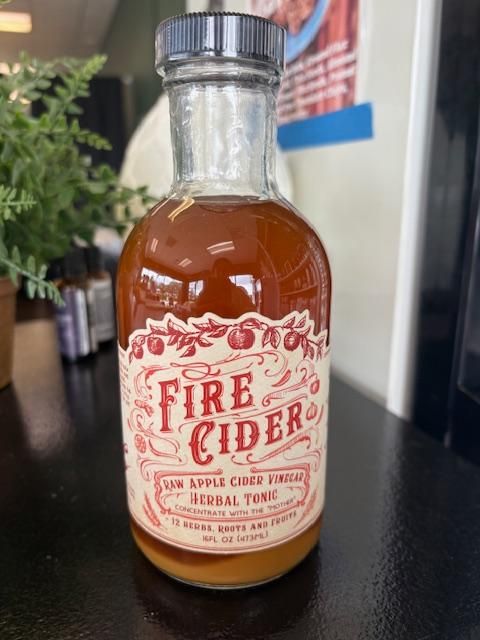 FIRE
CIDER
RAW APPLE CIDER VINEGAR
HERBAL TONIC
CONCENTRATE WITH THE "MOTHER"
12 HERBS, ROOTS AND FRUITS
16FL OZ (473ML)